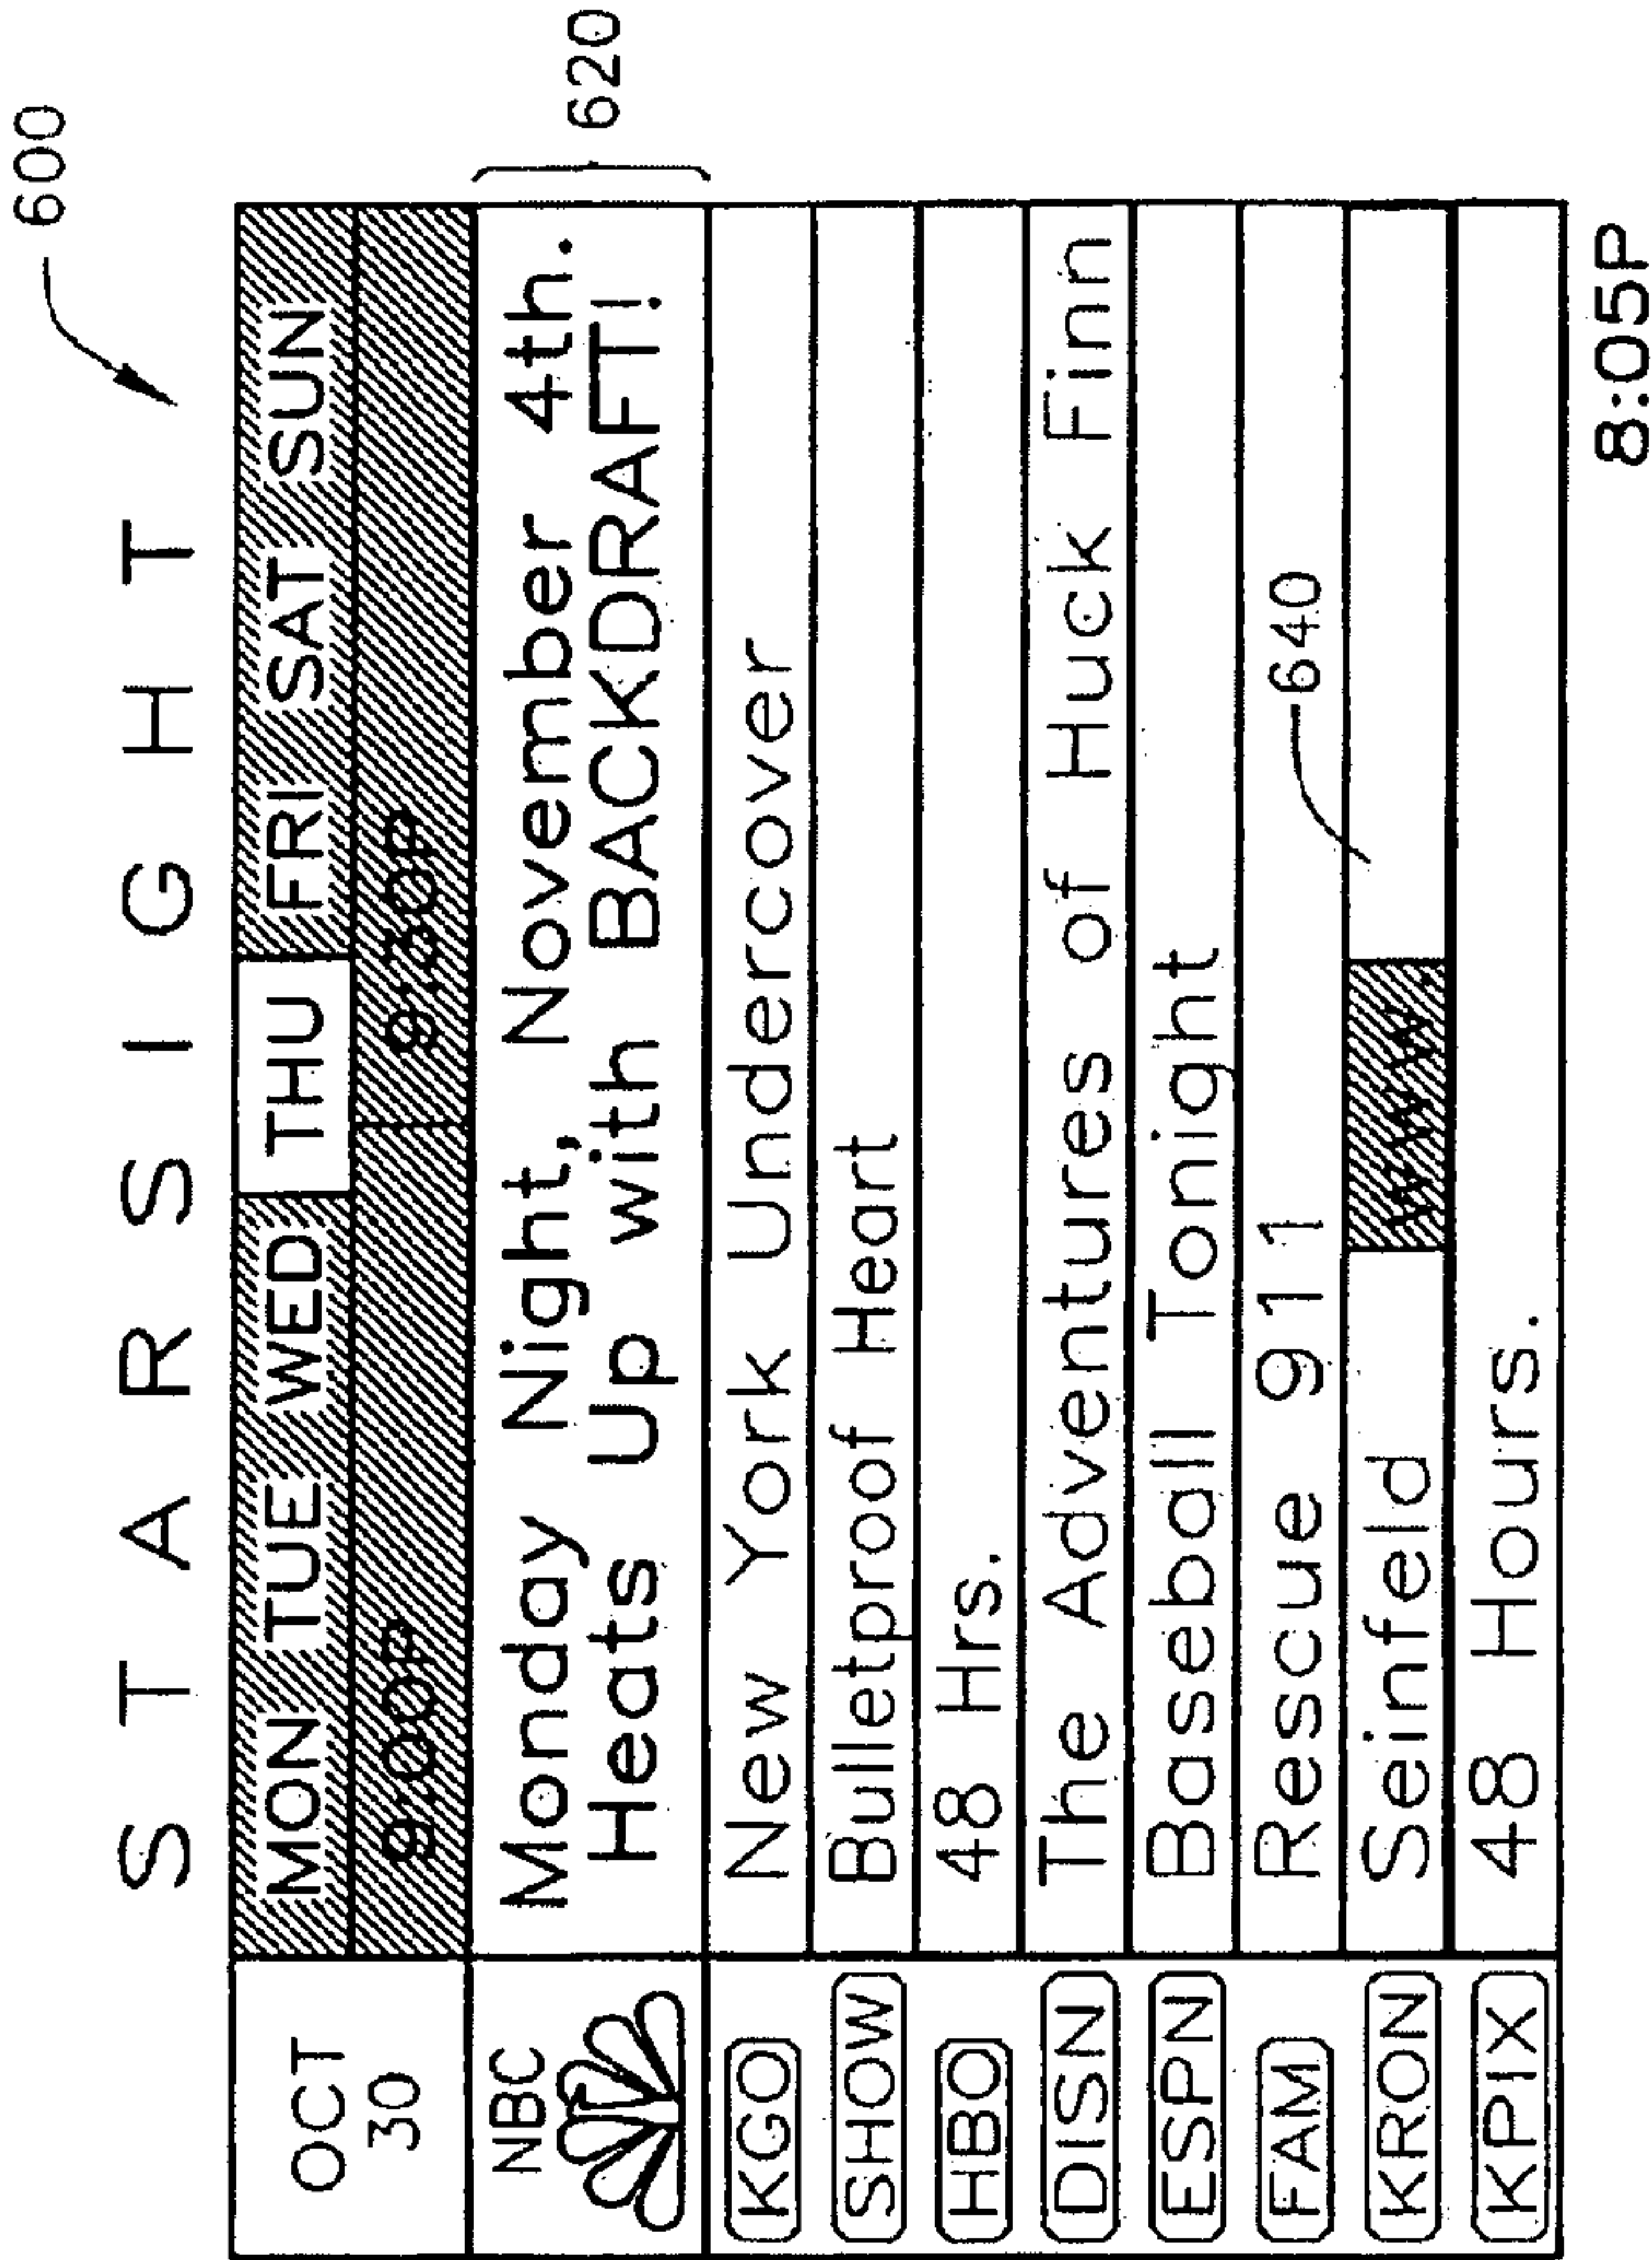 600
S T A R S I G H T
OCT 30 MON TUE WED THU FRI SAT SUN
9:00P 9:30P
NBC Monday Night, November 4th.
Heats Up with BACKDRAFT!
620
KGO New York Undercover
SHOW Bulletproof Heart
HBO 48 Hrs.
DISN The Adventures of Huck Finn
ESPN Baseball Tonight
FAM Rescue 911
640
KRON Seinfeld W.W.W.
KPIX 48 Hours.
8:05P